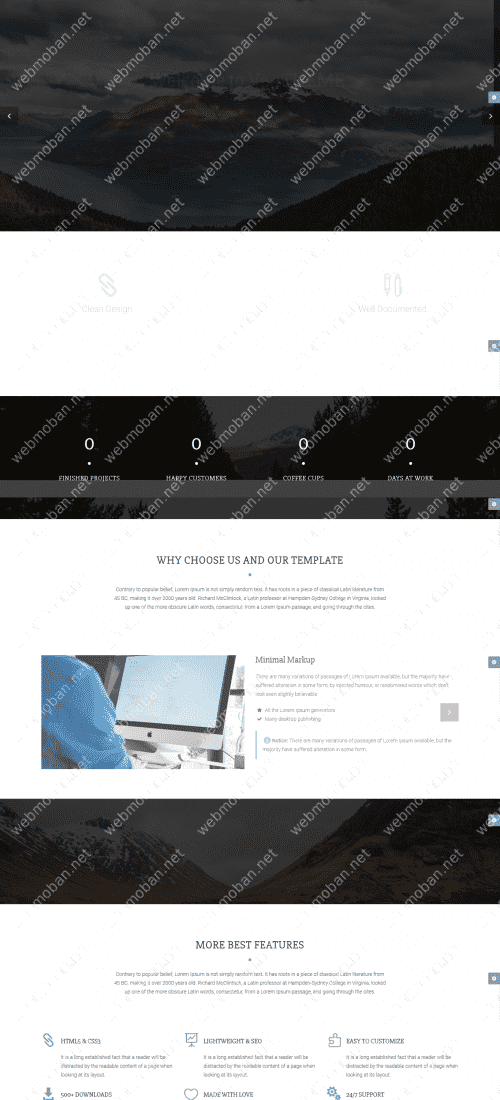 Clean Design
Well Documented
0
0
0
0
FINISHED PROJECTS
HAPPY CUSTOMERS
COFFEE CUPS
DAYS AT WORK
WHY CHOOSE US AND OUR TEMPLATE
Contrary to popular belief, Lorem Ipsum is not simply random text. It has roots in a piece of classical Latin literature from
45 BC, making it over 2000 years old. Richard McClintock, a Latin professor at Hampden-Sydney College in Virginia, looked
up one of the more obscure Latin words, consectetur, from a Lorem Ipsum passage, and going through the cites.
Minimal Markup
There are many variations of passages of Lorem Ipsum available, but the majority have
suffered alteration in some form, by injected humour, or randomised words which don't
look even slightly believable
All the Lorem Ipsum generators
Many desktop publishing
Notice: There are many variations of passages of Lorem Ipsum available, but the
majority have suffered alteration in some form.
MORE BEST FEATURES
Contrary to popular belief, Lorem Ipsum is not simply random text. It has roots in a piece of classical Latin literature from
45 BC, making it over 2000 years old. Richard McClintock, a Latin professor at Hampden-Sydney College in Virginia, looked
up one of the more obscure Latin words, consectetur, from a Lorem Ipsum passage, and going through the cites.
HTML5 & CSS3
LIGHTWEIGHT & SEO
EASY TO CUSTOMIZE
It is a long established fact that a reader will be
distracted by the readable content of a page when
looking at its layout.
It is a long established fact that a reader will be
distracted by the readable content of a page when
looking at its layout.
It is a long established fact that a reader will be
distracted by the readable content of a page when
looking at its layout.
500+ DOWNLOADS
MADE WITH LOVE
24/7 SUPPORT
webmoban.net